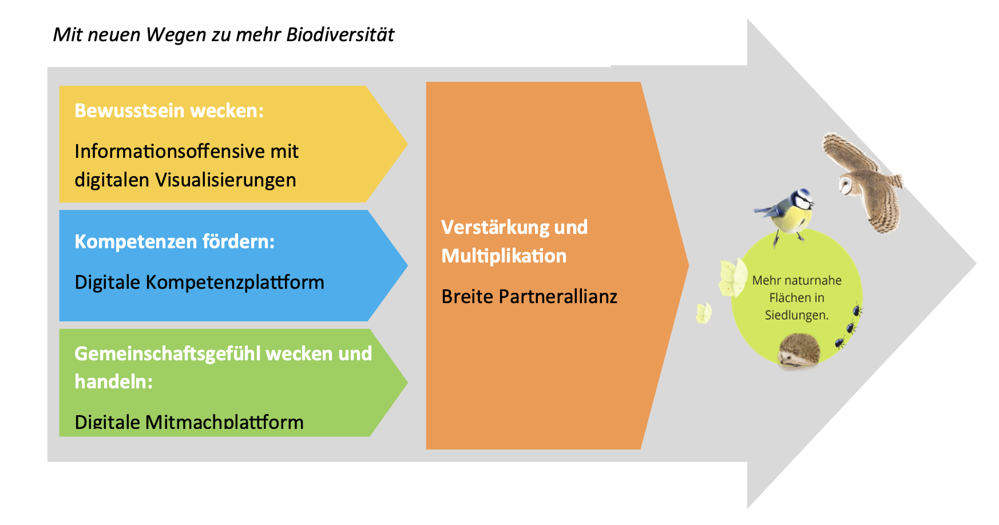 Mit neuen Wegen zu mehr Biodiversität
Bewusstsein wecken:
Informationsoffensive mit
digitalen Visualisierungen
Kompetenzen fördern:
Digitale Kompetenzplattform
Gemeinschaftsgefühl wecken und
handeln:
Digitale Mitmachplattform
Verstärkung und
Multiplikation
Breite Partnerallianz
Mehr naturnahe
Flächen in
Siedlungen.